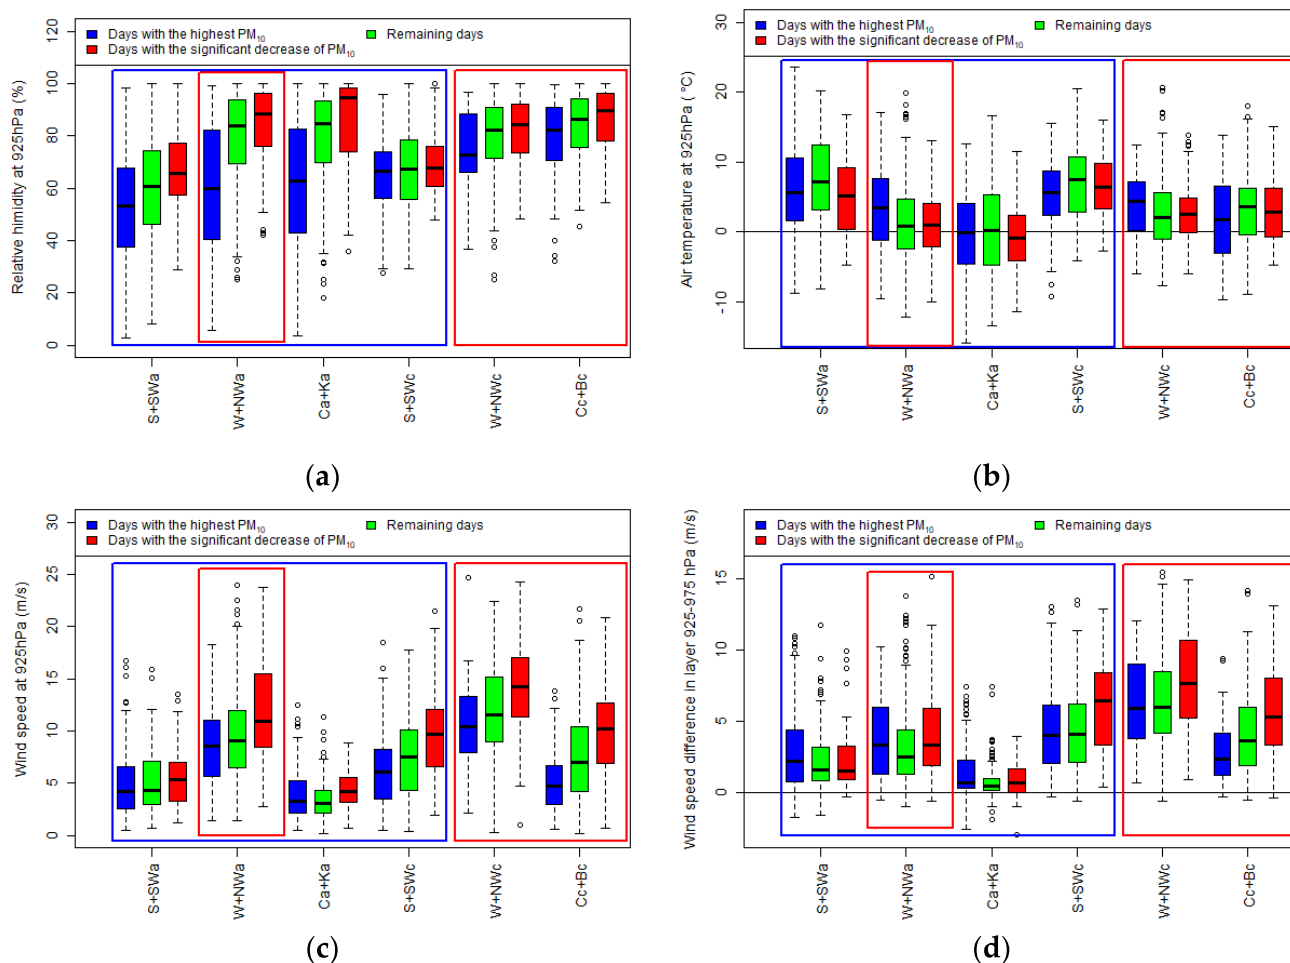 Days with the highest PM10
Remaining days
Days with the significant decrease of PM10
Relative himidity at 925hPa (%)
120
100
80
60
40
20
0
S+SWa
W+NWa
Ca+Ka
S+SWc
W+NWc
Cc+Bc
(a)
Days with the highest PM10
Remaining days
Days with the significant decrease of PM10
Air temperature at 925hPa ( °C)
30
20
10
0
-10
S+SWa
W+NWa
Ca+Ka
S+SWc
W+NWc
Cc+Bc
(b)
Days with the highest PM10
Remaining days
Days with the significant decrease of PM10
Wind speed at 925hPa (m/s)
30
25
20
15
10
5
0
S+SWa
W+NWa
Ca+Ka
S+SWc
W+NWc
Cc+Bc
(c)
Days with the highest PM10
Remaining days
Days with the significant decrease of PM10
Wind speed difference in layer 925-975 hPa (m/s)
15
10
5
0
S+SWa
W+NWa
Ca+Ka
S+SWc
W+NWc
Cc+Bc
(d)